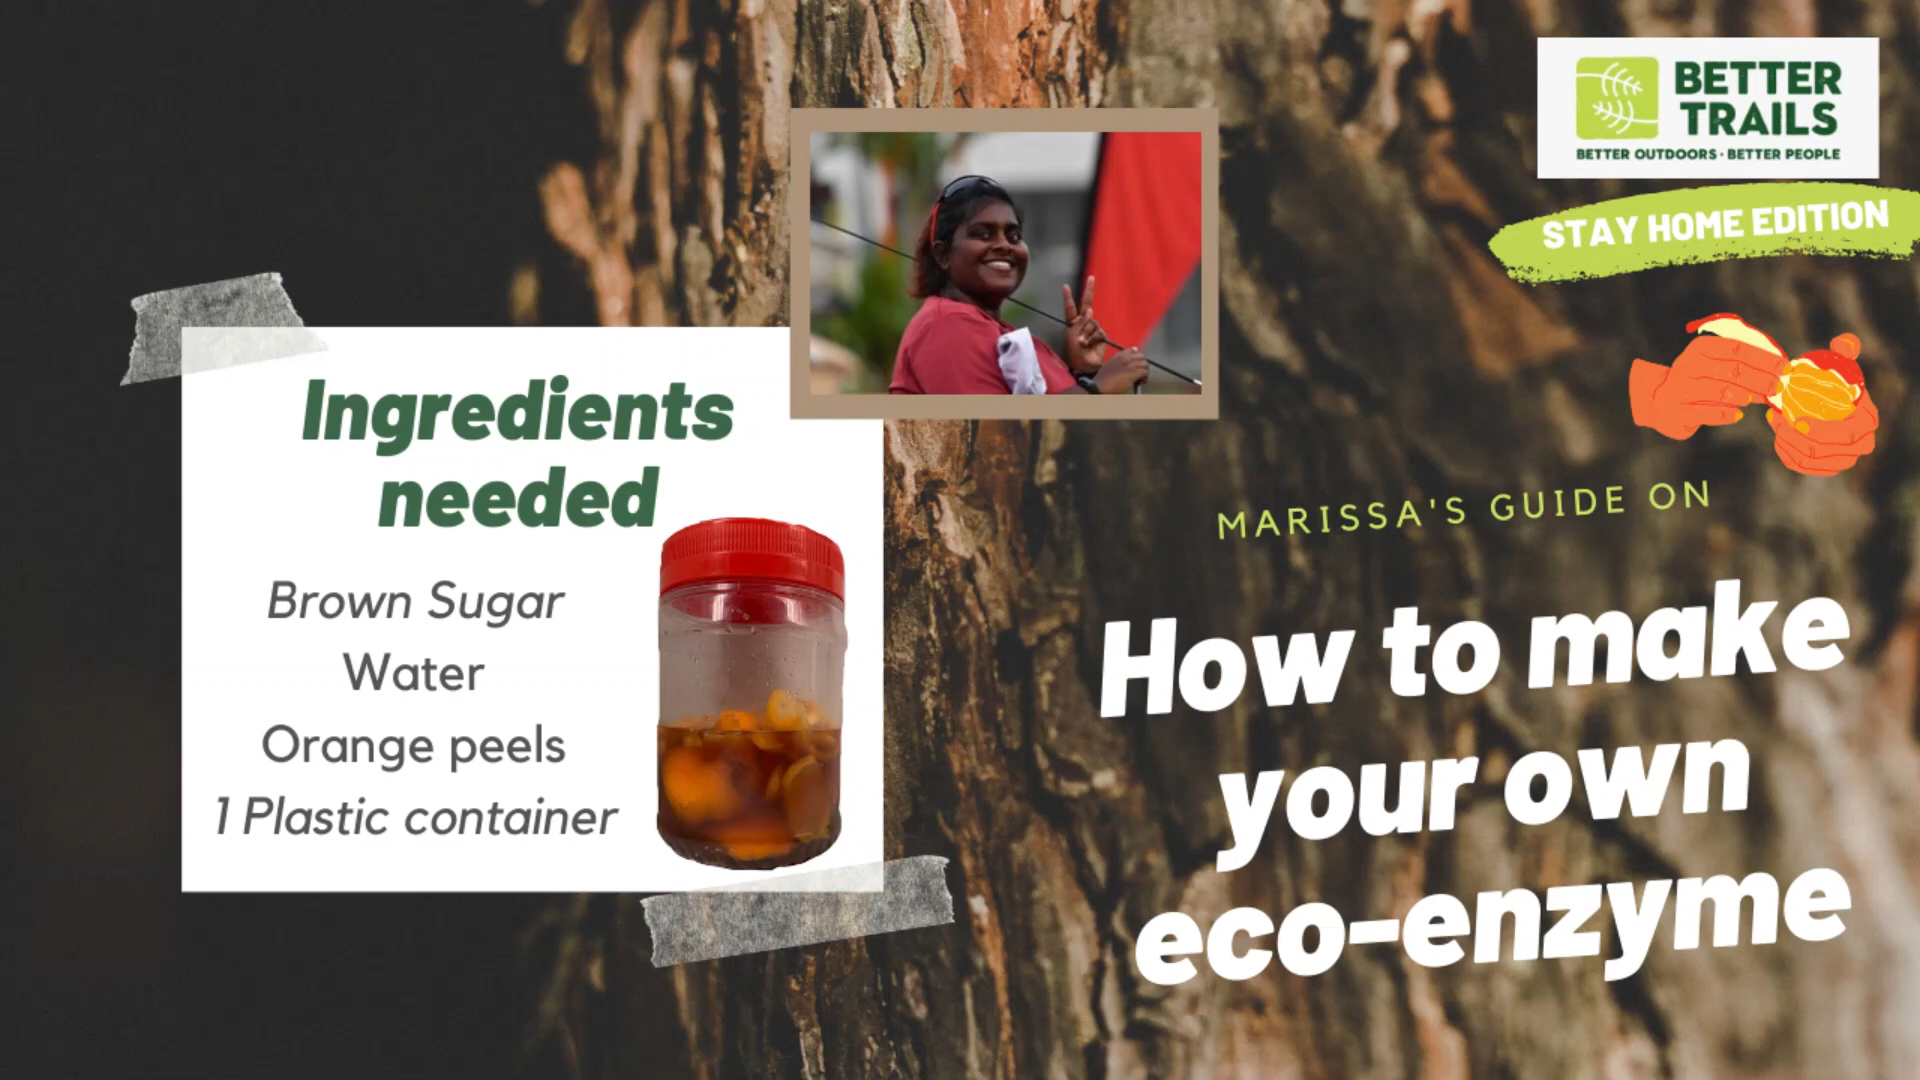 BETTER
TRAILS
BETTER OUTDOORS · BETTER PEOPLE
STAY HOME EDITION
Ingredients
needed
Brown Sugar
Water
Orange peels
1 Plastic container
MARISSA'S GUIDE ON
How to make
your own
eco-enzyme